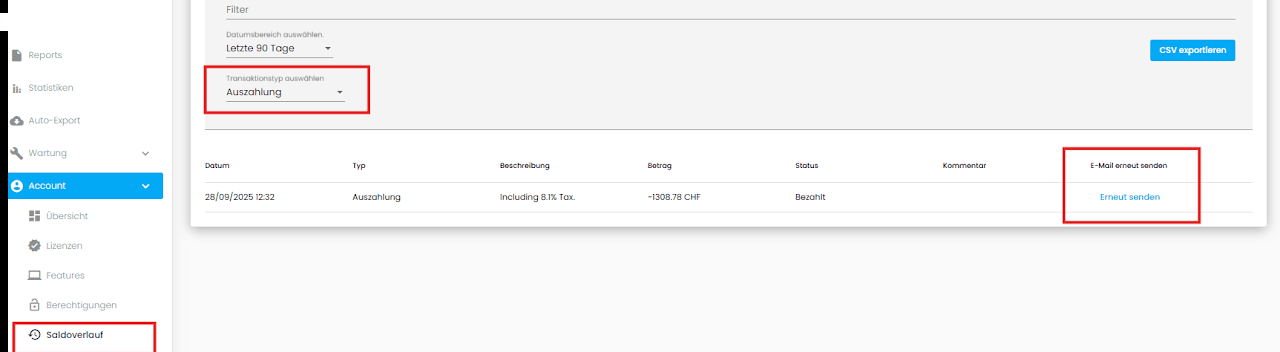 Filter
Datumsbereich auswählen.
Letzte 90 Tage
CSV exportieren
Transaktionstyp auswählen
Auszahlung
Reports
Statistiken
Auto-Export
Wartung
Account
Übersicht
Lizenzen
Features
Berechtigungen
Saldoverlauf
Datum Typ Beschreibung Betrag Status Kommentar E-Mail erneut senden
28/09/2025 12:32 Auszahlung Including 8.1% Tax. -1308.78 CHF Bezahlt Erneut senden